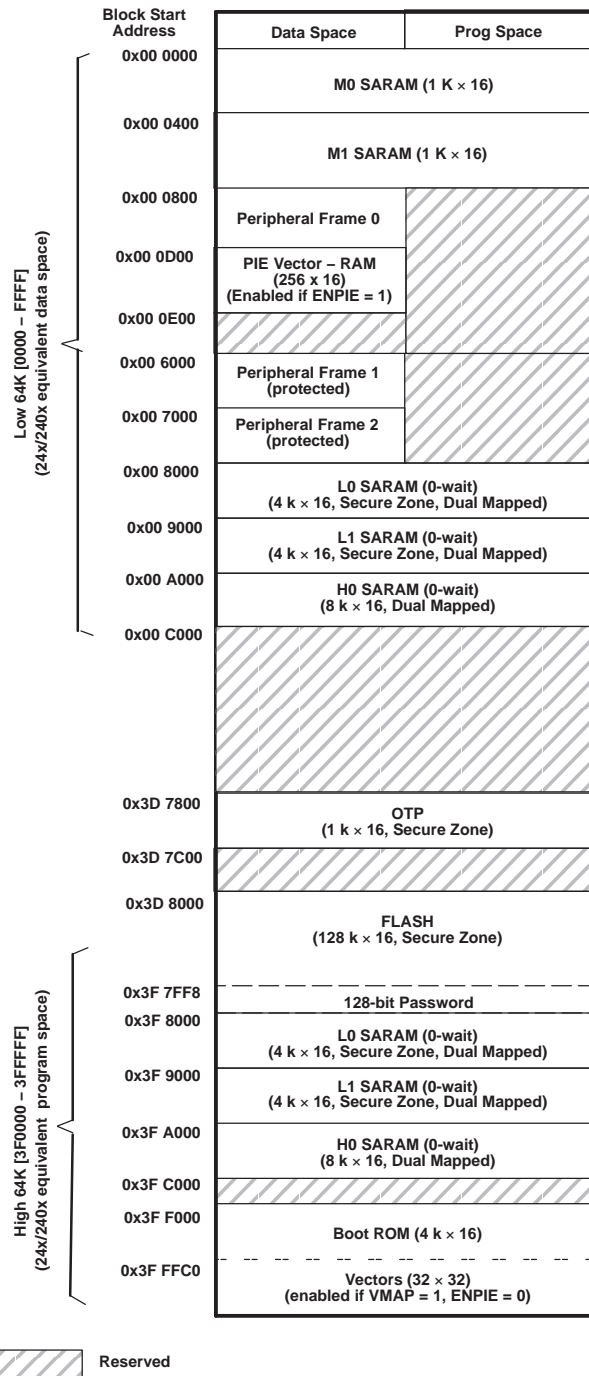 Block Start
Address
Data Space
Prog Space
0x00 0000
M0 SARAM (1 K × 16)
0x00 0400
M1 SARAM (1 K × 16)
0x00 0800
Peripheral Frame 0
0x00 0D00
PIE Vector – RAM
(256 x 16)
(Enabled if ENPIE = 1)
0x00 0E00
0x00 6000
Peripheral Frame 1
(protected)
0x00 7000
Peripheral Frame 2
(protected)
0x00 8000
L0 SARAM (0-wait)
(4 k × 16, Secure Zone, Dual Mapped)
0x00 9000
L1 SARAM (0-wait)
(4 k × 16, Secure Zone, Dual Mapped)
0x00 A000
H0 SARAM (0-wait)
(8 k × 16, Dual Mapped)
0x00 C000
Low 64K [0000 – FFFF]
(24x/240x equivalent data space)
0x3D 7800
OTP
(1 k × 16, Secure Zone)
0x3D 7C00
0x3D 8000
FLASH
(128 k × 16, Secure Zone)
0x3F 7FF8
128-bit Password
0x3F 8000
L0 SARAM (0-wait)
(4 k × 16, Secure Zone, Dual Mapped)
0x3F 9000
L1 SARAM (0-wait)
(4 k × 16, Secure Zone, Dual Mapped)
0x3F A000
H0 SARAM (0-wait)
(8 k × 16, Dual Mapped)
0x3F C000
0x3F F000
Boot ROM (4 k × 16)
0x3F FFC0
Vectors (32 × 32)
(enabled if VMAP = 1, ENPIE = 0)
High 64K [3F0000 – 3FFFFF]
(24x/240x equivalent program space)
Reserved